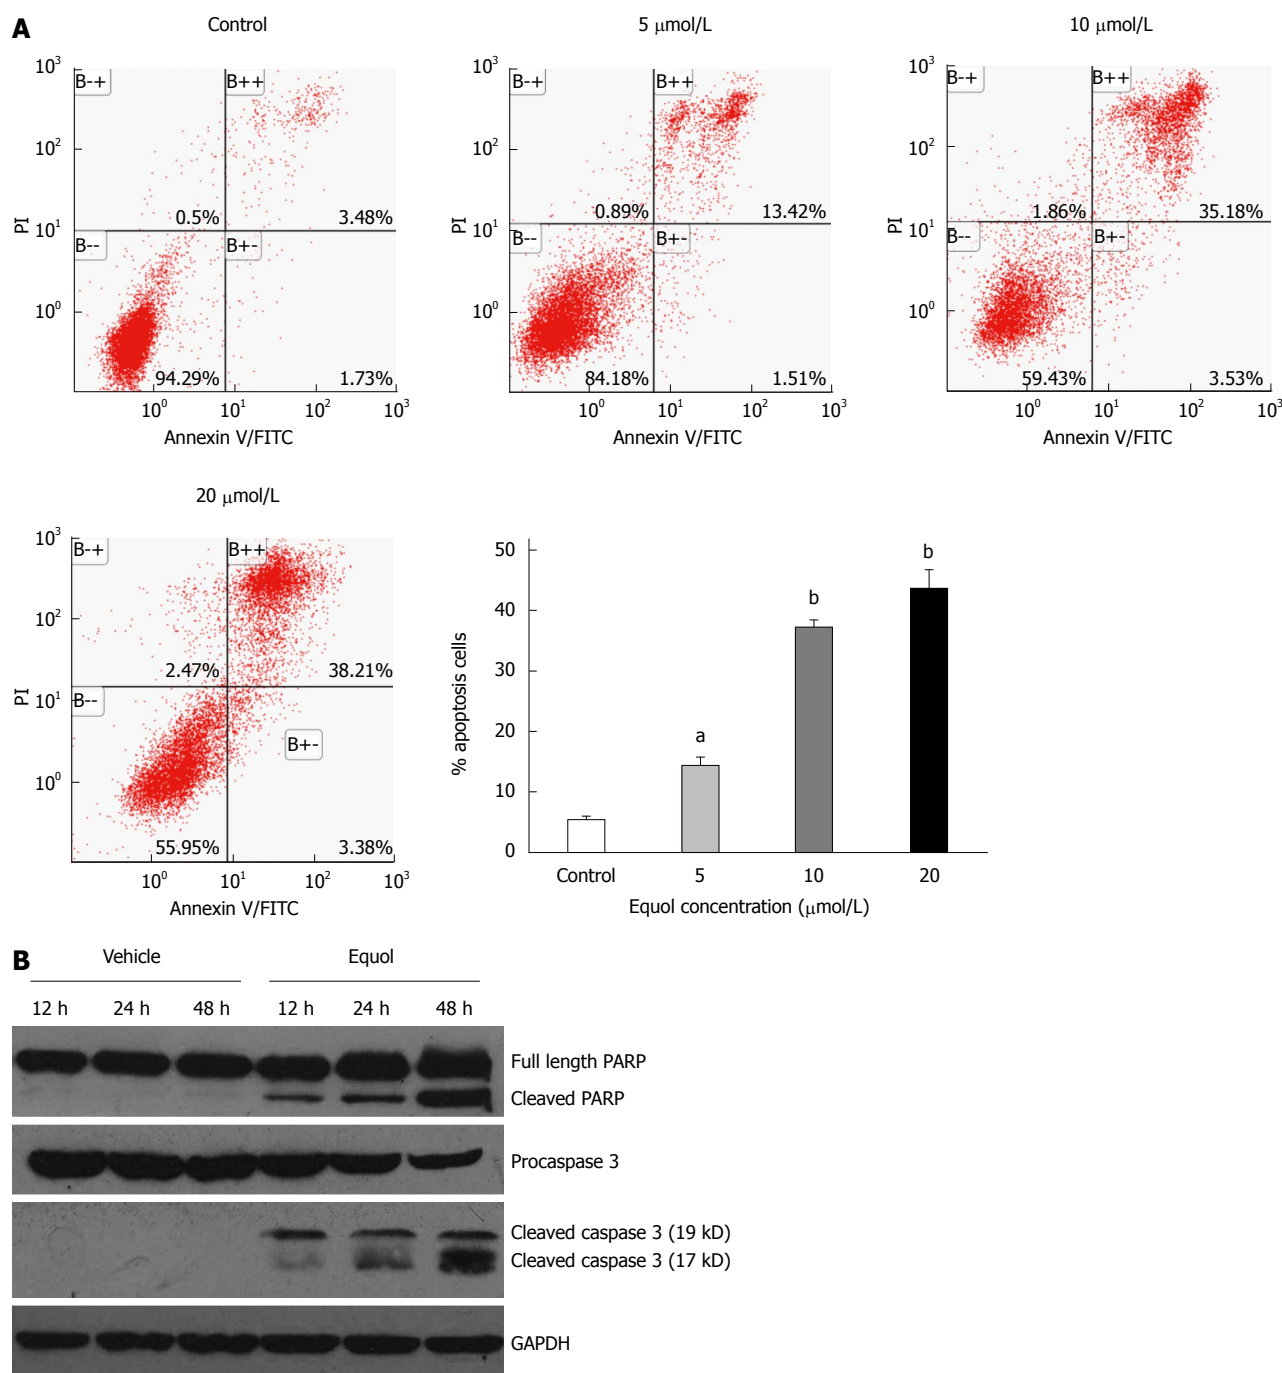 A
Control
5 μmol/L
10 μmol/L
10³
10²
10¹
10⁰
PI
B-+
B++
0.5%
3.48%
B--
B+-
94.29%
1.73%
10⁰ 10¹ 10² 10³
Annexin V/FITC
10³
10²
10¹
10⁰
PI
B-+
B++
0.89%
13.42%
B--
B+-
84.18%
1.51%
10⁰ 10¹ 10² 10³
Annexin V/FITC
10³
10²
10¹
10⁰
PI
B-+
B++
1.86%
35.18%
B--
B+-
59.43%
3.53%
10⁰ 10¹ 10² 10³
Annexin V/FITC
20 μmol/L
10³
10²
10¹
10⁰
PI
B-+
B++
2.47%
38.21%
B--
B+-
55.95%
3.38%
10⁰ 10¹ 10² 10³
Annexin V/FITC
% apoptosis cells
50
40
30
20
10
0
a
b
b
Control 5 10 20
Equol concentration (μmol/L)
B
Vehicle Equol
12 h 24 h 48 h 12 h 24 h 48 h
Full length PARP
Cleaved PARP
Procaspase 3
Cleaved caspase 3 (19 kD)
Cleaved caspase 3 (17 kD)
GAPDH